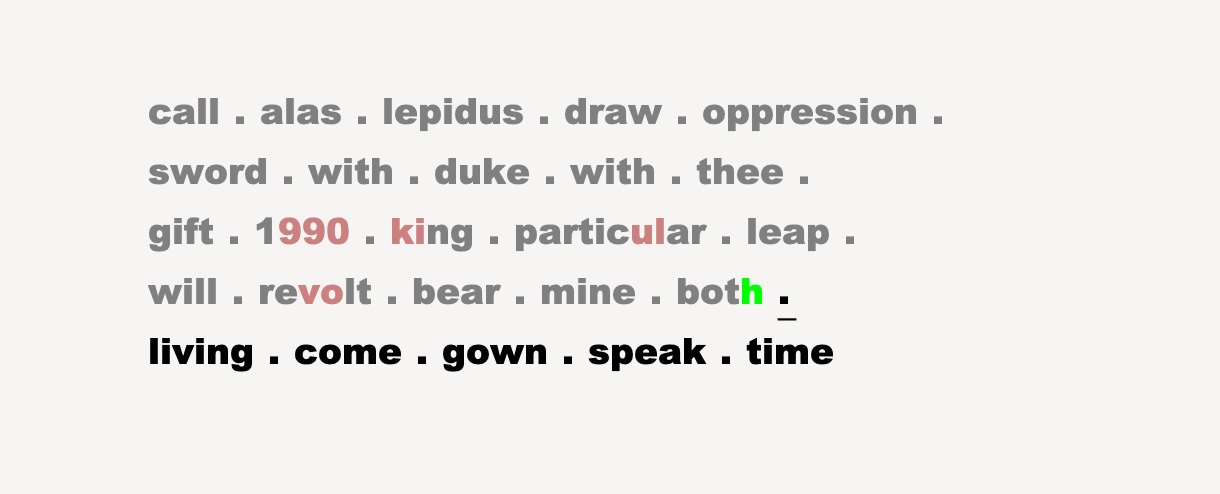 call . alas . lepidus . draw . oppression .
sword . with . duke . with . thee .
gift . 1990 . king . particular . leap .
will . revolt . bear . mine . both .
living . come . gown . speak . time